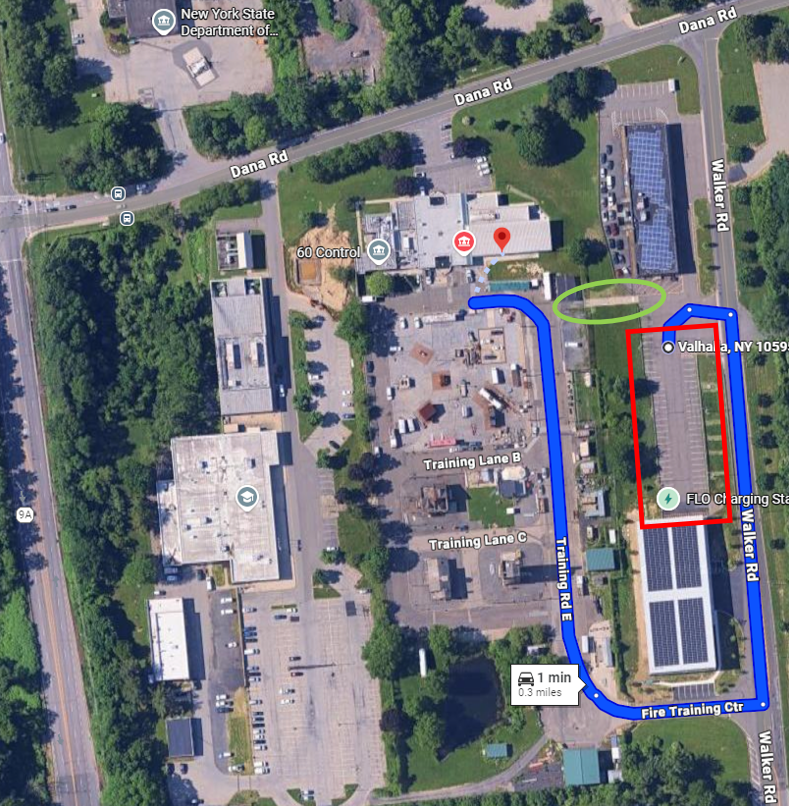 New York State
Department of...
Dana Rd
Dana Rd
Dana Rd
Walker Rd
60 Control
Valhalla, NY 1059
Training Lane B
FLO Charging Sta
9A
Training Lane C
Walker Rd
Training Rd E
1 min
0.3 miles
Fire Training Ctr
Walker Rd